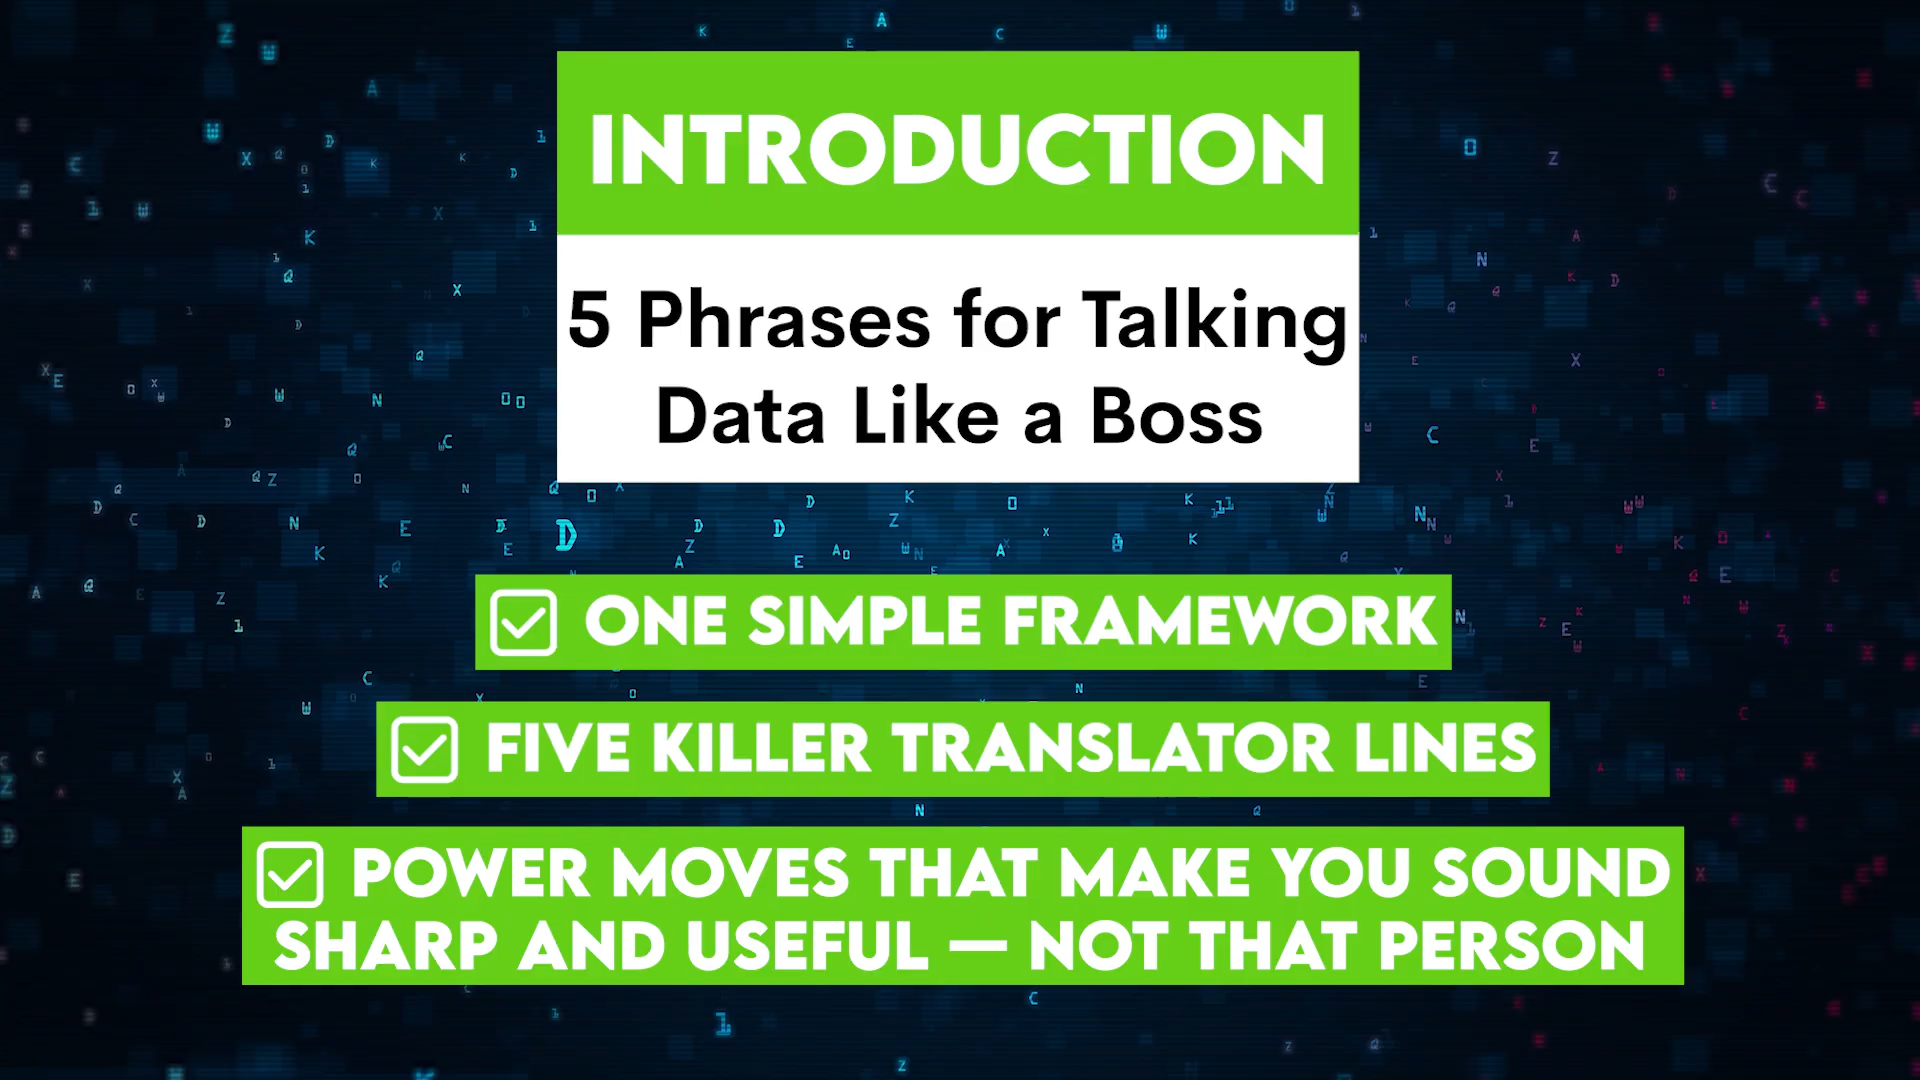 INTRODUCTION
5 Phrases for Talking
Data Like a Boss
ONE SIMPLE FRAMEWORK
FIVE KILLER TRANSLATOR LINES
POWER MOVES THAT MAKE YOU SOUND
SHARP AND USEFUL — NOT THAT PERSON